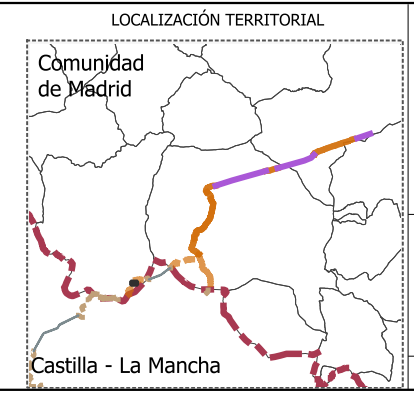 LOCALIZACIÓN TERRITORIAL
Comunidad
de Madrid
Castilla - La Mancha